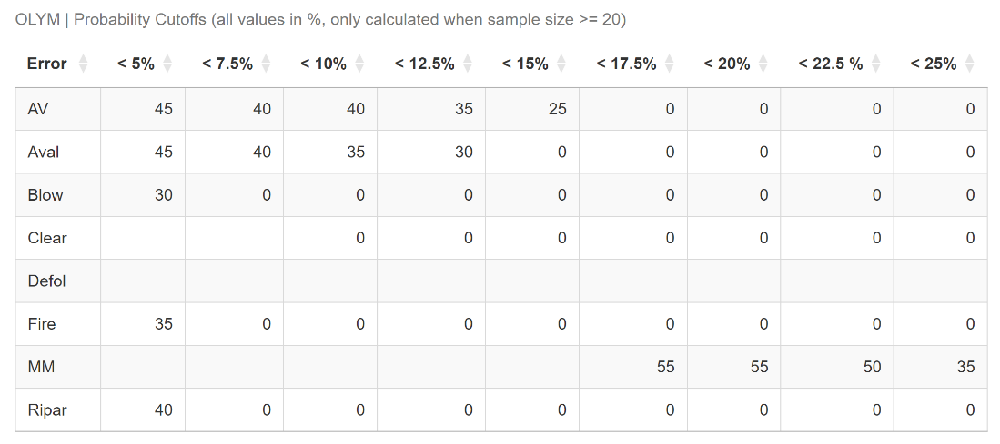 OLYM | Probability Cutoffs (all values in %, only calculated when sample size >= 20)
Error < 5% < 7.5% < 10% < 12.5% < 15% < 17.5% < 20% < 22.5 % < 25%
AV 45 40 40 35 25 0 0 0 0
Aval 45 40 35 30 0 0 0 0 0
Blow 30 0 0 0 0 0 0 0 0
Clear 0 0 0 0 0 0 0
Defol
Fire 35 0 0 0 0 0 0 0 0
MM 55 55 50 35
Ripar 40 0 0 0 0 0 0 0 0